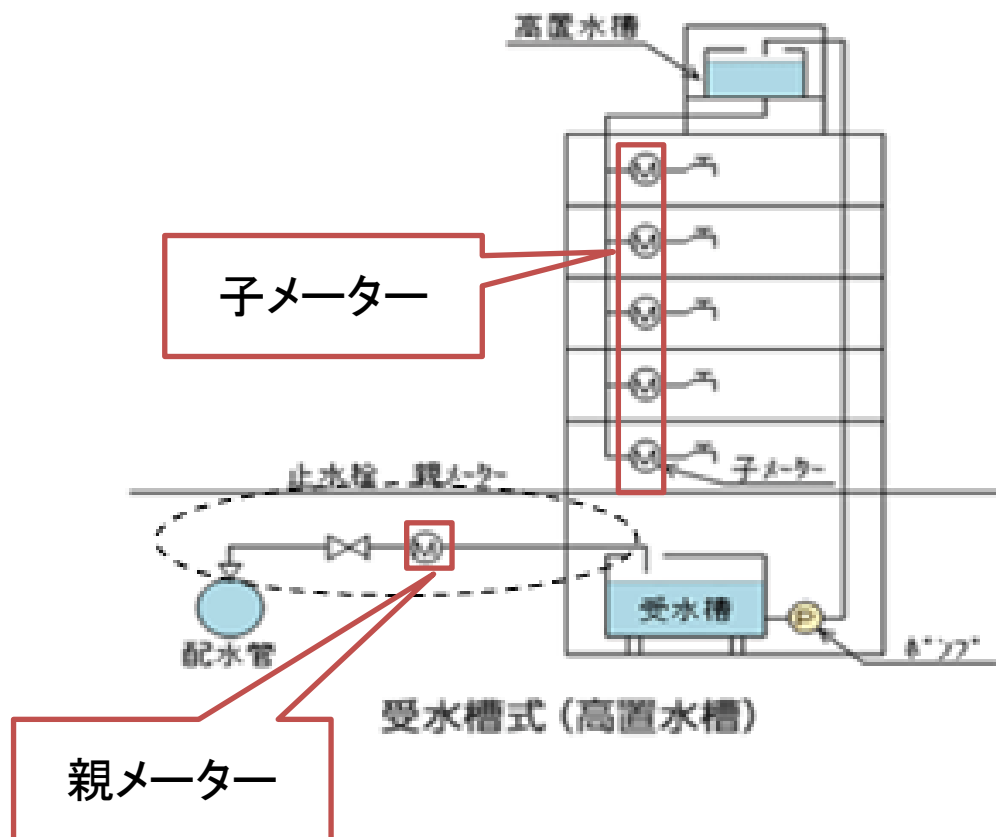 高置水槽
M
M
子メーター
M
M
M
子メーター
止水栓 親メーター
M
受水槽
P
配水管
ポンプ
受水槽式(高置水槽)
親メーター